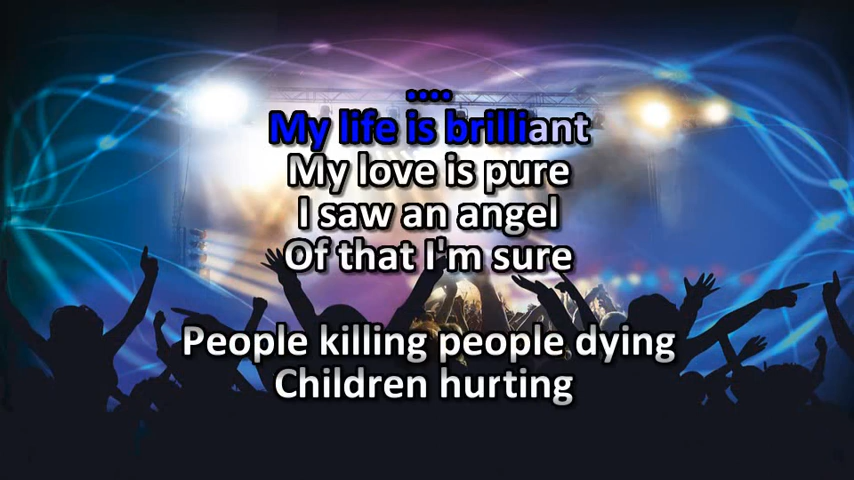 ....
My life is brilliant
My love is pure
I saw an angel
Of that I'm sure
People killing people dying
Children hurting